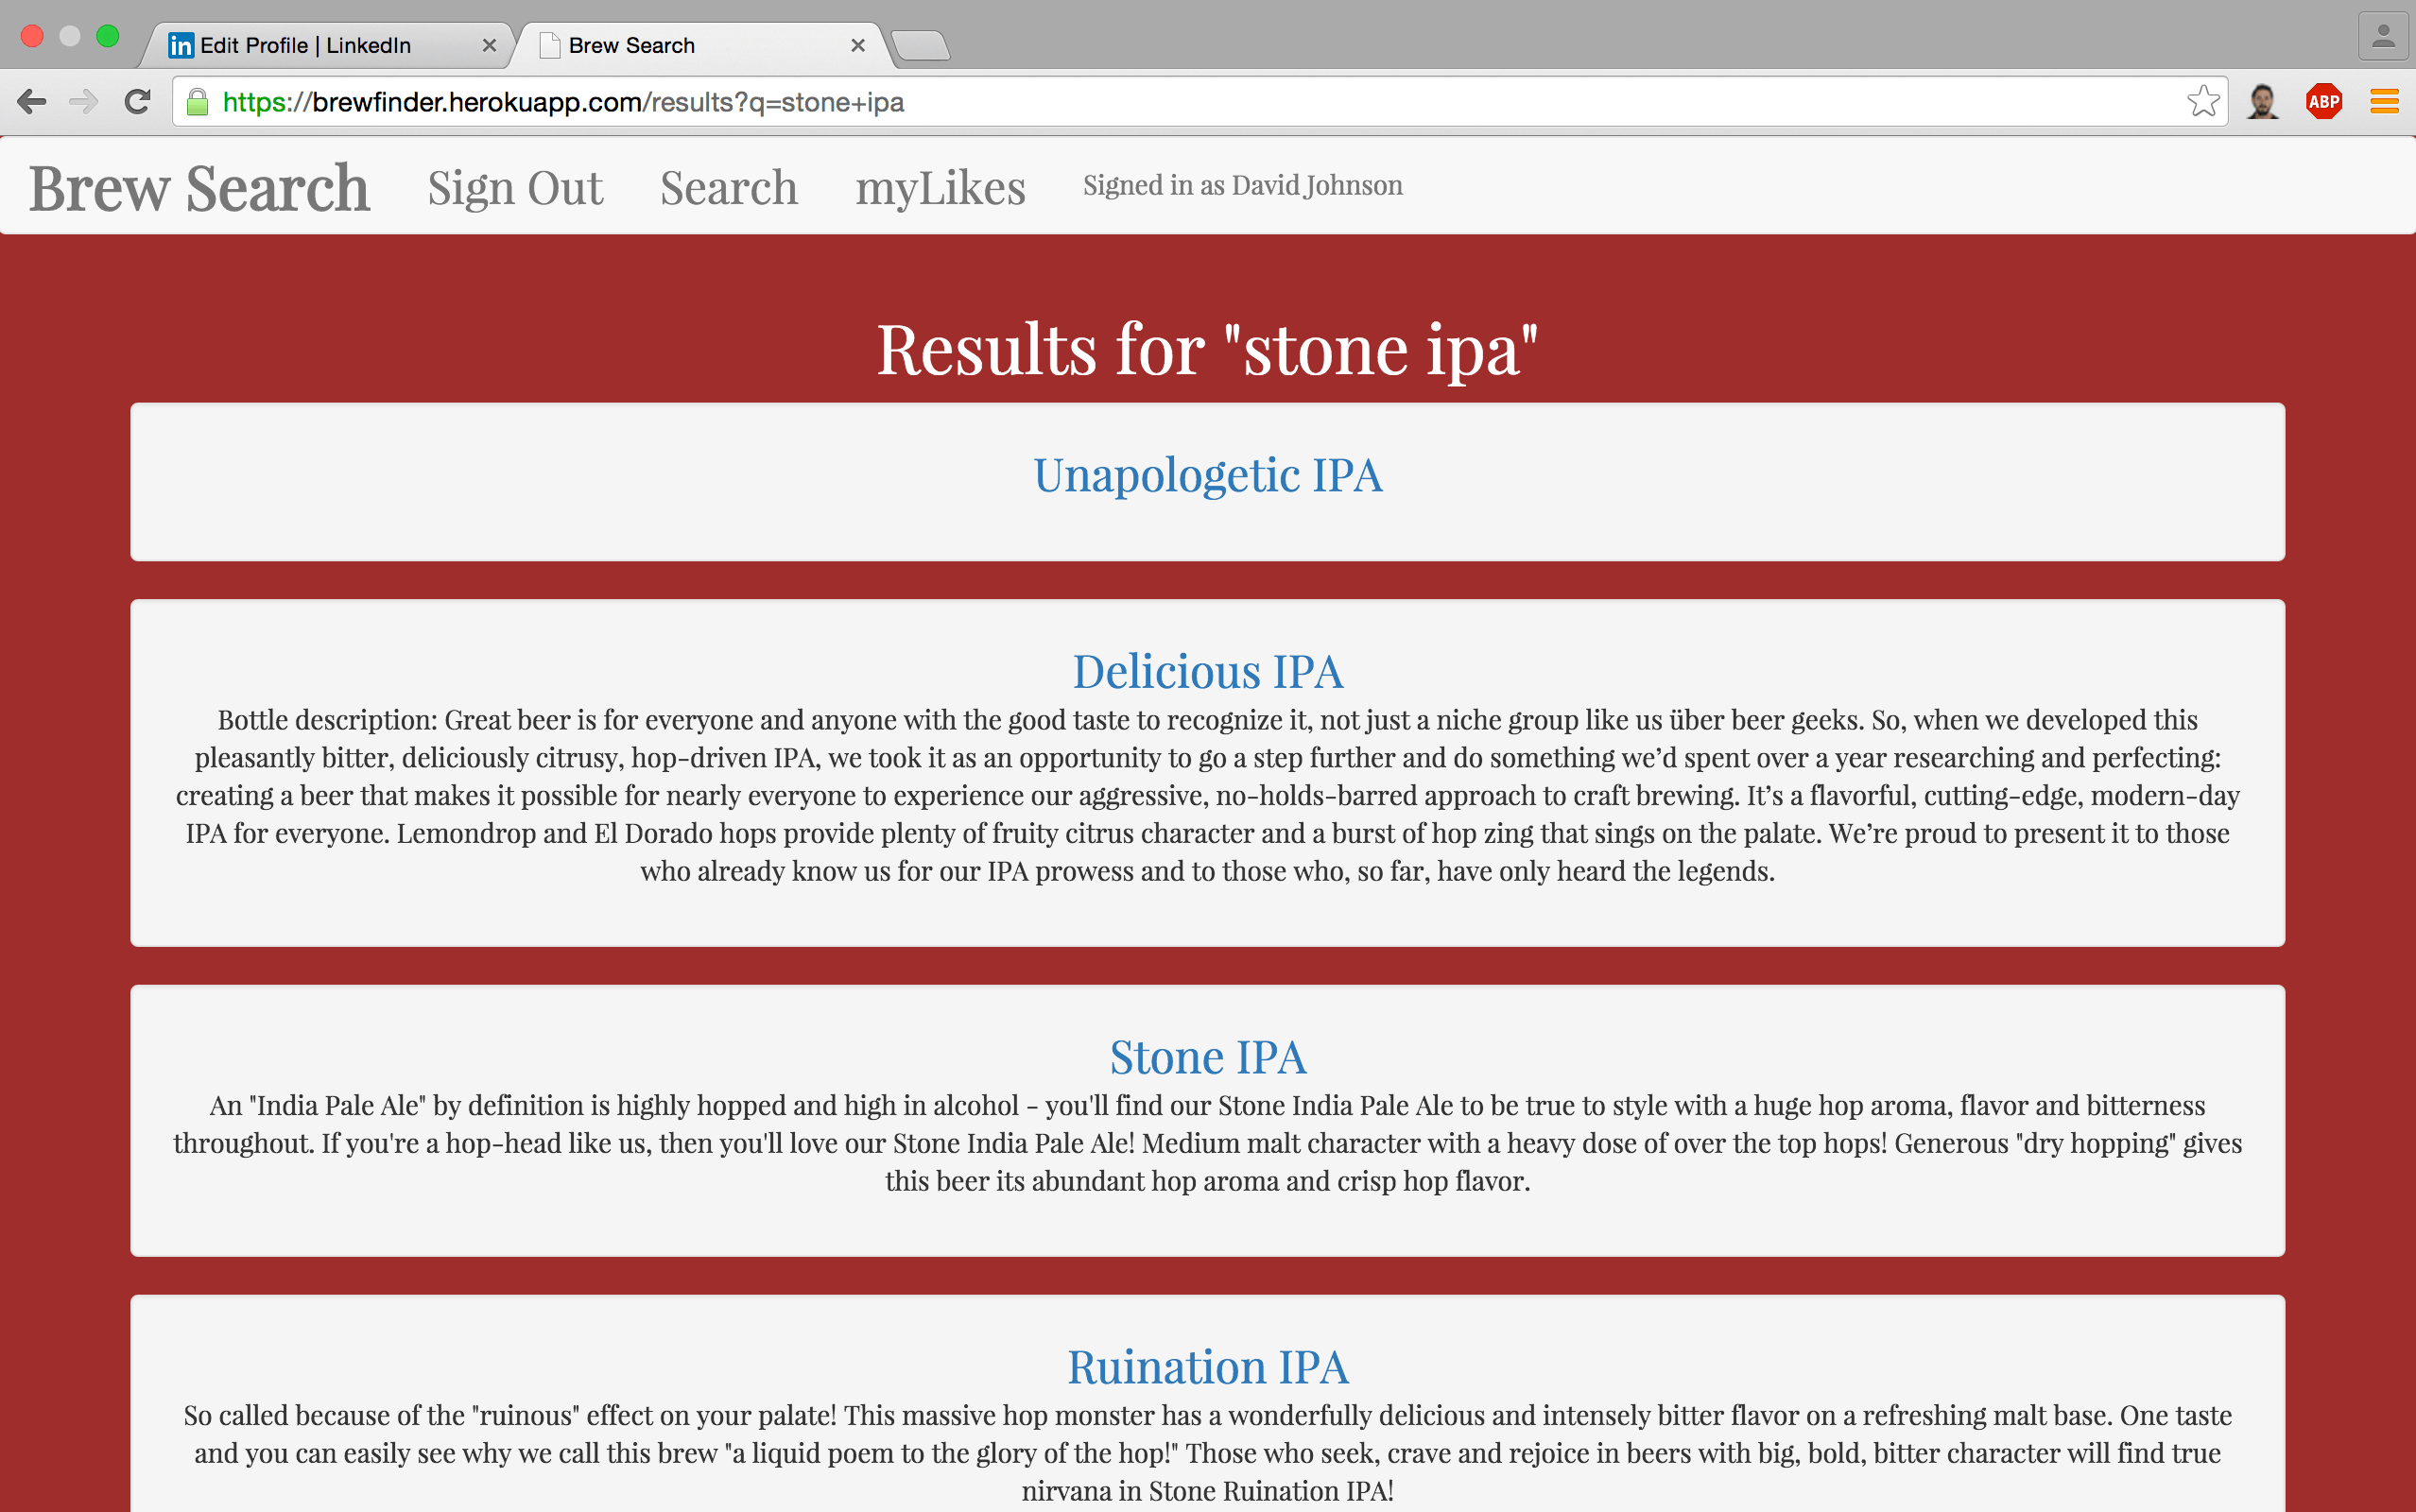 Edit Profile | LinkedIn
Brew Search
https://brewfinder.herokuapp.com/results?q=stone+ipa
ABP
Brew Search Sign Out Search myLikes Signed in as David Johnson
Results for "stone ipa"
Unapologetic IPA
Delicious IPA
Bottle description: Great beer is for everyone and anyone with the good taste to recognize it, not just a niche group like us über beer geeks. So, when we developed this
pleasantly bitter, deliciously citrusy, hop-driven IPA, we took it as an opportunity to go a step further and do something we’d spent over a year researching and perfecting:
creating a beer that makes it possible for nearly everyone to experience our aggressive, no-holds-barred approach to craft brewing. It’s a flavorful, cutting-edge, modern-day
IPA for everyone. Lemondrop and El Dorado hops provide plenty of fruity citrus character and a burst of hop zing that sings on the palate. We’re proud to present it to those
who already know us for our IPA prowess and to those who, so far, have only heard the legends.
Stone IPA
An "India Pale Ale" by definition is highly hopped and high in alcohol - you'll find our Stone India Pale Ale to be true to style with a huge hop aroma, flavor and bitterness
throughout. If you're a hop-head like us, then you'll love our Stone India Pale Ale! Medium malt character with a heavy dose of over the top hops! Generous "dry hopping" gives
this beer its abundant hop aroma and crisp hop flavor.
Ruination IPA
So called because of the "ruinous" effect on your palate! This massive hop monster has a wonderfully delicious and intensely bitter flavor on a refreshing malt base. One taste
and you can easily see why we call this brew "a liquid poem to the glory of the hop!" Those who seek, crave and rejoice in beers with big, bold, bitter character will find true
nirvana in Stone Ruination IPA!